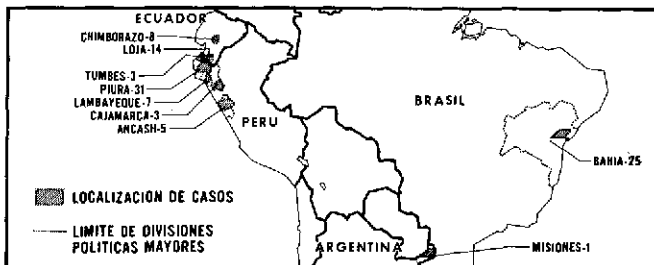 ECUADOR
CHIMBORAZO-8
LOJA-14
TUMBES-3
PIURA-31
LAMBAYEQUE-7
CAJAMARCA-3
ANCASH-5
PERU
BRASIL
BAHIA-25
LOCALIZACION DE CASOS
LIMITE DE DIVISIONES
POLITICAS MAYORES
ARGENTINA
MISIONES-1